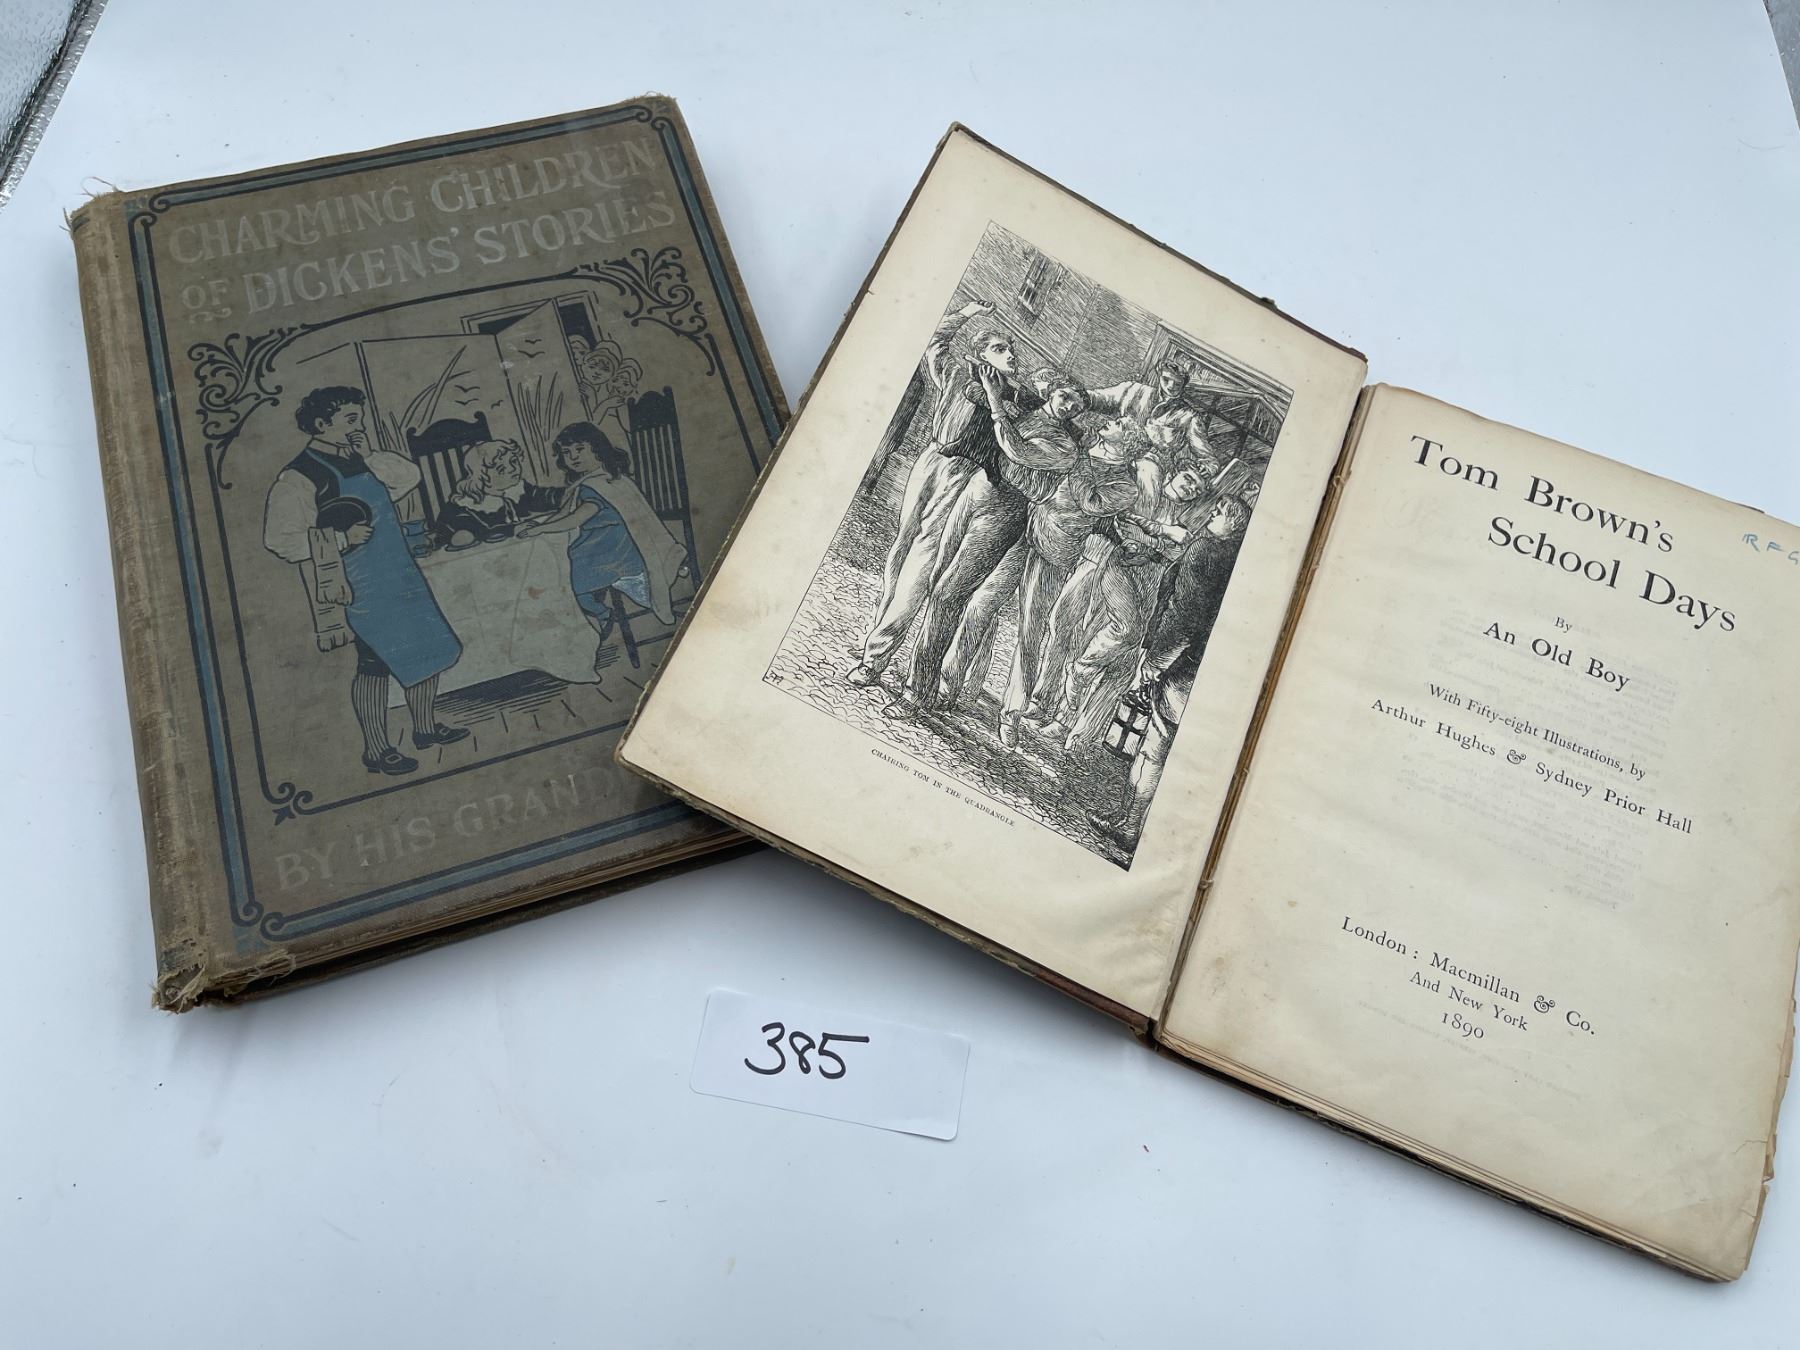 CHARMING CHILDREN
OF DICKENS' STORIES
BY HIS GRAND
CHAIRING TOM IN THE QUADRANGLE
Tom Brown's
School Days
By
An Old Boy
With Fifty-eight Illustrations, by
Arthur Hughes & Sydney Prior Hall
London: Macmillan & Co.
And New York
1890
R F G
385